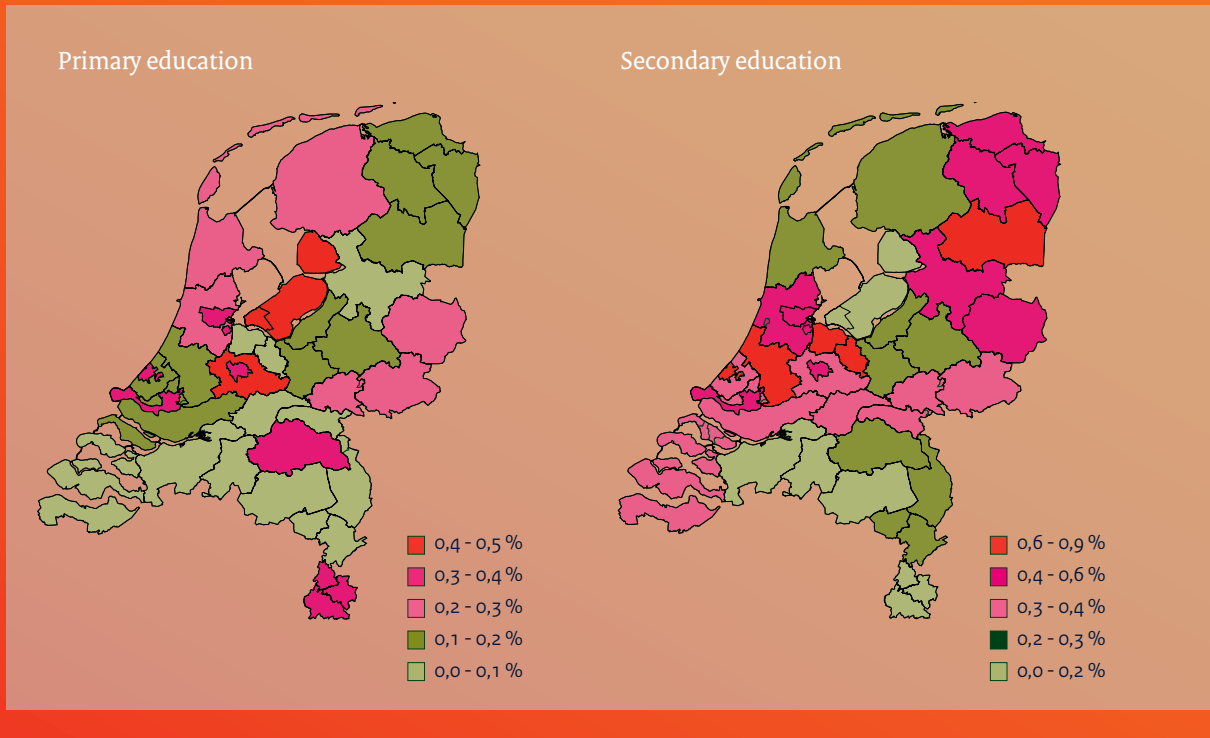 Primary education
Secondary education
0,4 - 0,5 %
0,3 - 0,4 %
0,2 - 0,3 %
0,1 - 0,2 %
0,0 - 0,1 %
0,6 - 0,9 %
0,4 - 0,6 %
0,3 - 0,4 %
0,2 - 0,3 %
0,0 - 0,2 %